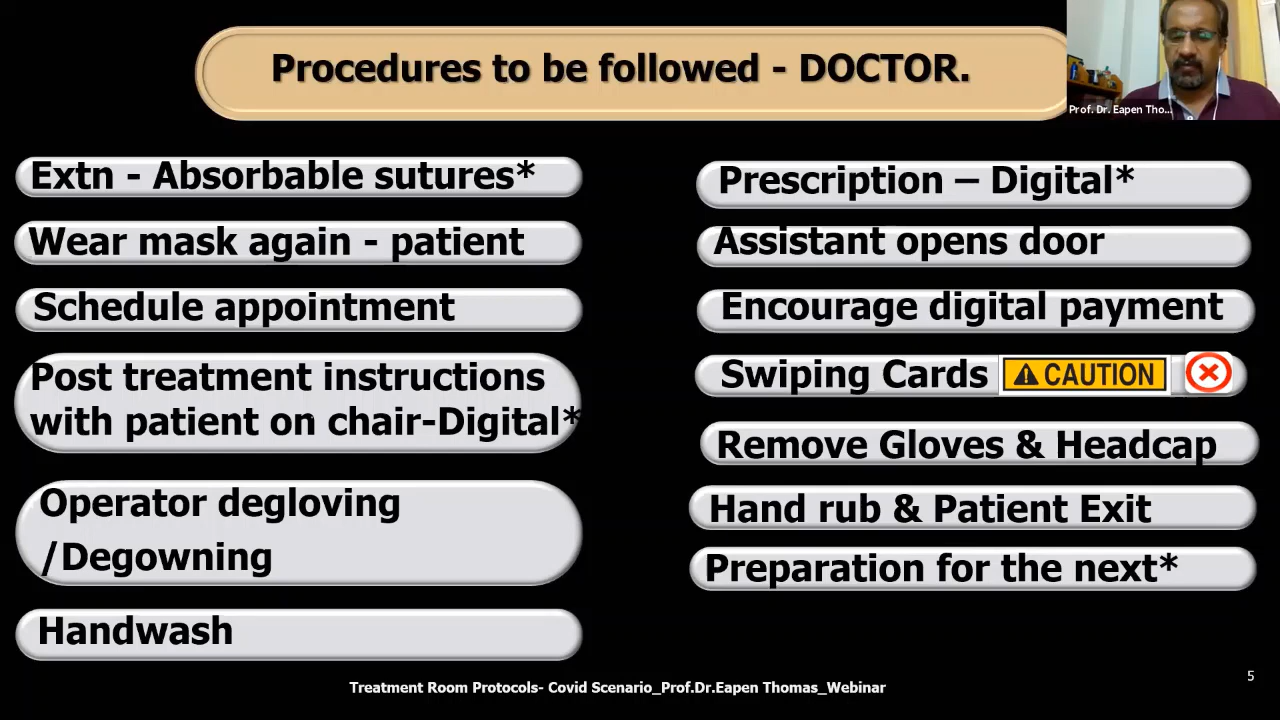 Procedures to be followed - DOCTOR.
Prof. Dr. Eapen Tho...
Extn - Absorbable sutures*
Wear mask again - patient
Schedule appointment
Post treatment instructions
with patient on chair-Digital*
Operator degloving
/Degowning
Handwash
Prescription – Digital*
Assistant opens door
Encourage digital payment
Swiping Cards CAUTION
Remove Gloves & Headcap
Hand rub & Patient Exit
Preparation for the next*
Treatment Room Protocols- Covid Scenario_Prof.Dr.Eapen Thomas_Webinar
5